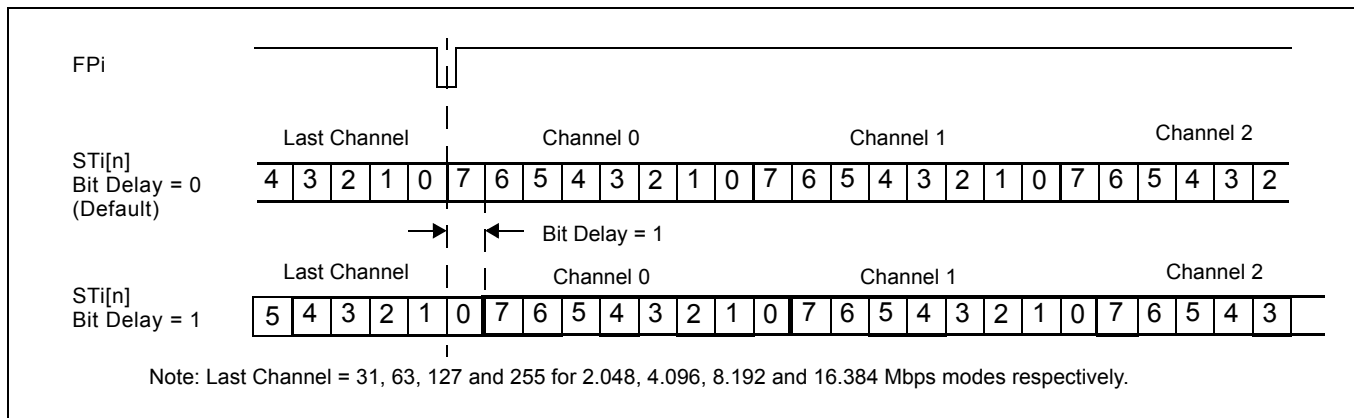 FPi
Last Channel Channel 0 Channel 1 Channel 2
STi[n]
Bit Delay = 0
(Default)
4 3 2 1 0 7 6 5 4 3 2 1 0 7 6 5 4 3 2 1 0 7 6 5 4 3 2
Bit Delay = 1
Last Channel Channel 0 Channel 1 Channel 2
STi[n]
Bit Delay = 1
5 4 3 2 1 0 7 6 5 4 3 2 1 0 7 6 5 4 3 2 1 0 7 6 5 4 3
Note: Last Channel = 31, 63, 127 and 255 for 2.048, 4.096, 8.192 and 16.384 Mbps modes respectively.